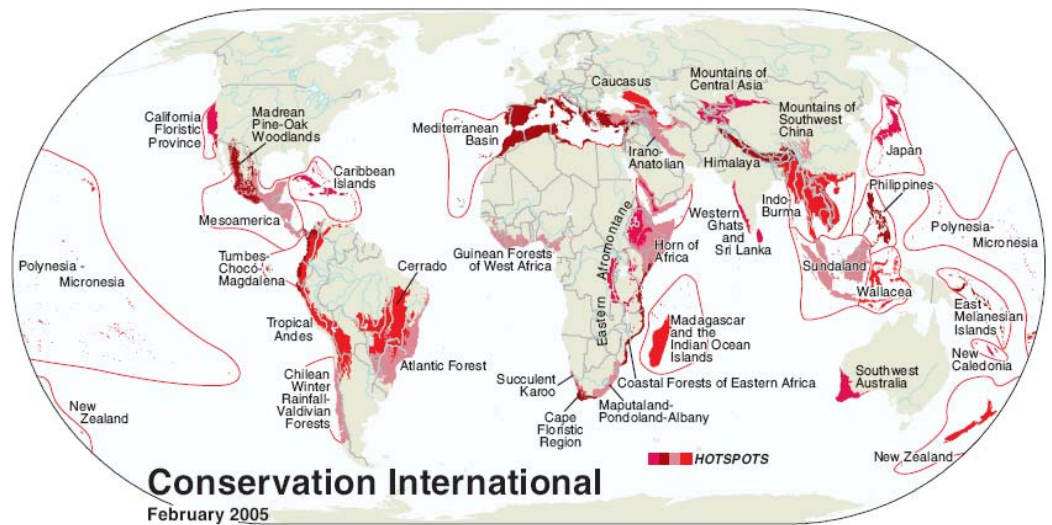 California
Floristic
Province
Madrean
Pine-Oak
Woodlands
Caribbean
Islands
Mesoamerica
Polynesia -
Micronesia
Tumbes-
Chocó-
Magdalena
Cerrado
Tropical
Andes
Atlantic Forest
Chilean
Winter
Rainfall-
Valdivian
Forests
New
Zealand
Mediterranean
Basin
Caucasus
Irano-
Anatolian
Mountains of
Central Asia
Mountains of
Southwest
China
Himalaya
Japan
Philippines
Indo-
Burma
Western
Ghats
and
Sri Lanka
Guinean Forests
of West Africa
Eastern Afromontane
Horn of
Africa
Sundaland
Wallacea
Polynesia-
Micronesia
East
Melanesian
Islands
New
Caledonia
Madagascar
and the
Indian Ocean
Islands
Coastal Forests of Eastern Africa
Succulent
Karoo
Cape
Floristic
Region
Maputaland-
Pondoland-Albany
Southwest
Australia
New Zealand
HOTSPOTS
Conservation International
February 2005